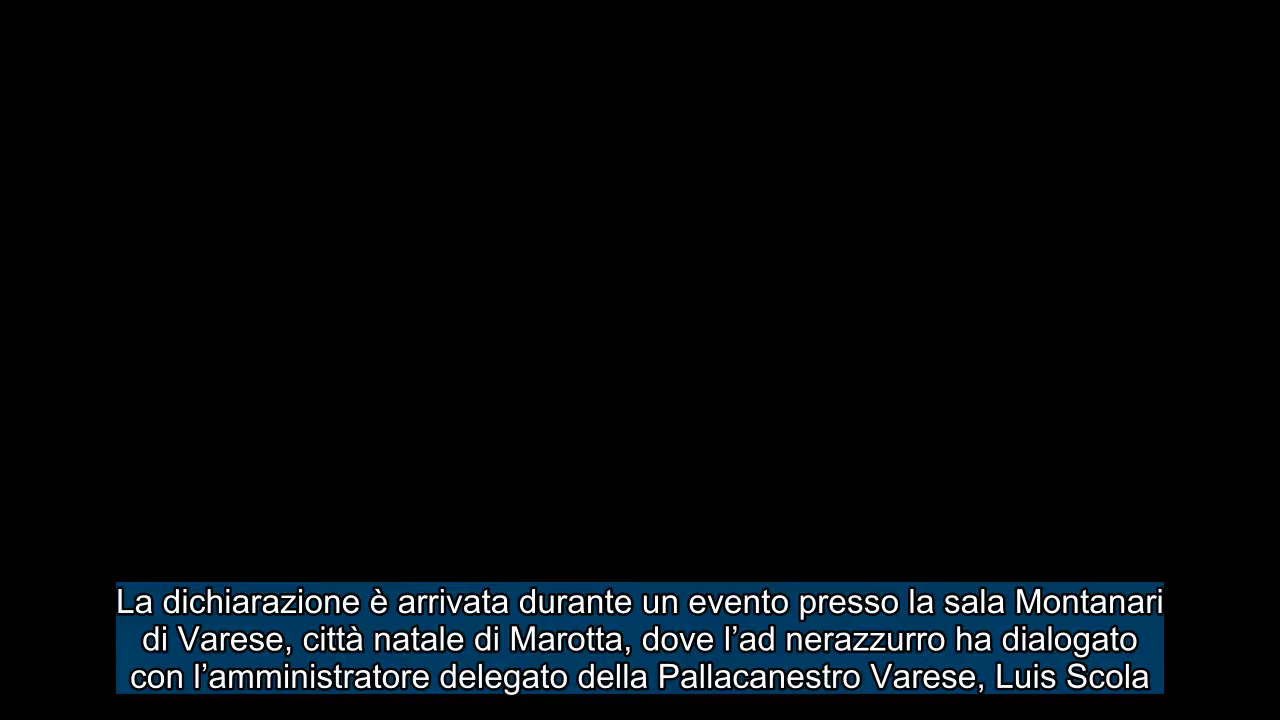 La dichiarazione è arrivata durante un evento presso la sala Montanari
di Varese, città natale di Marotta, dove l’ad nerazzurro ha dialogato
con l’amministratore delegato della Pallacanestro Varese, Luis Scola